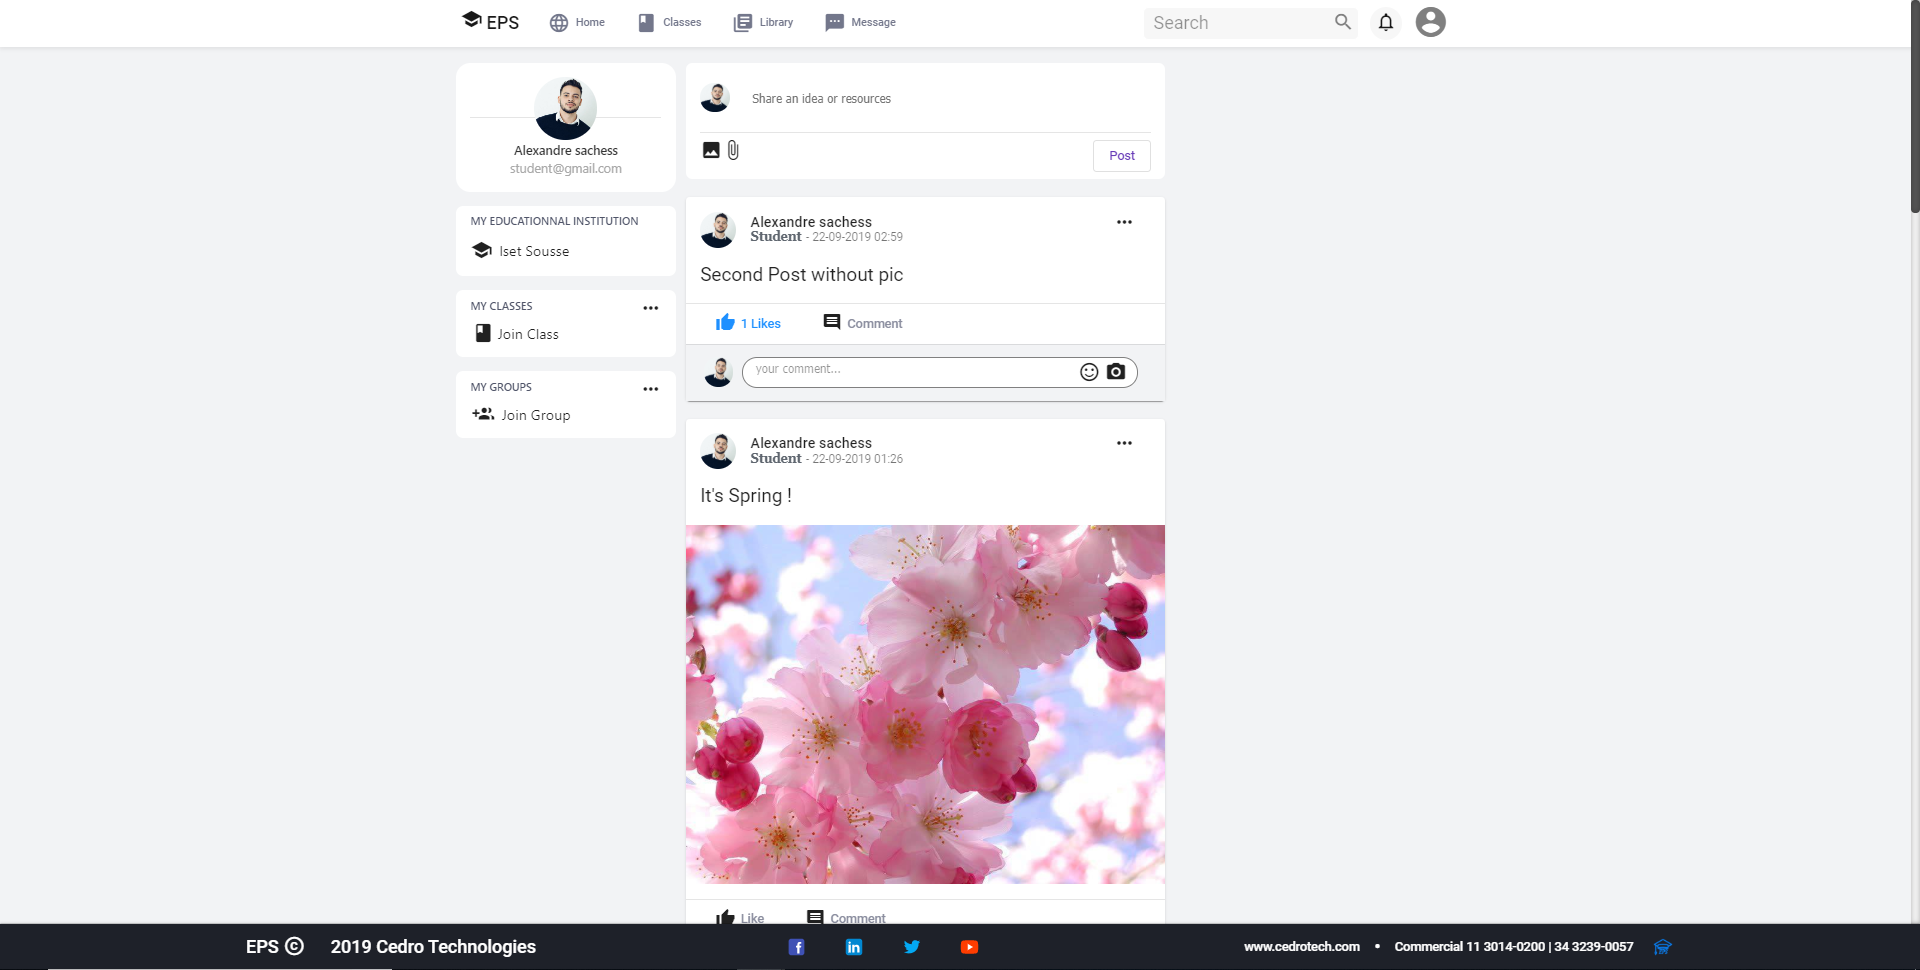 EPS Home Classes Library Message Search
Alexandre sachess
student@gmail.com
MY EDUCATIONNAL INSTITUTION
Iset Sousse
MY CLASSES
Join Class
MY GROUPS
Join Group
Share an idea or resources
Post
Alexandre sachess
Student - 22-09-2019 02:59
Second Post without pic
1 Likes Comment
your comment...
Alexandre sachess
Student - 22-09-2019 01:26
It's Spring !
Like Comment
EPS © 2019 Cedro Technologies www.cedrotech.com • Commercial 11 3014-0200 | 34 3239-0057